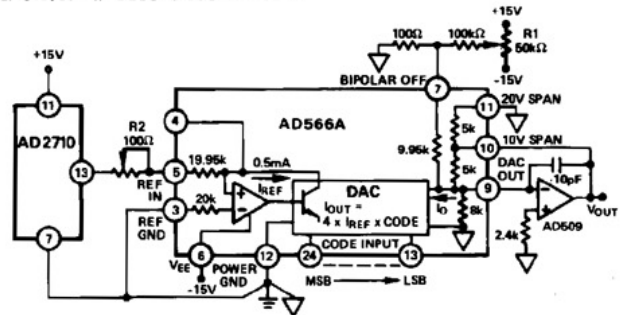 +15V
100Ω
100kΩ
R1
50kΩ
-15V
+15V
BIPOLAR OFF
7
11
20V SPAN
11
4
AD566A
5k
10
10V SPAN
AD2710
R2
100Ω
9.95k
DAC
OUT
10pF
13
REF
IN
5
19.95k
0.5mA
5k
9
IREF
DAC
IOUT =
4 x IREF x CODE
IO
8k
VOUT
AD509
3
20k
REF
GND
CODE INPUT
2.4k
7
VEE
6
POWER
GND
12
24
13
-15V
MSB
LSB